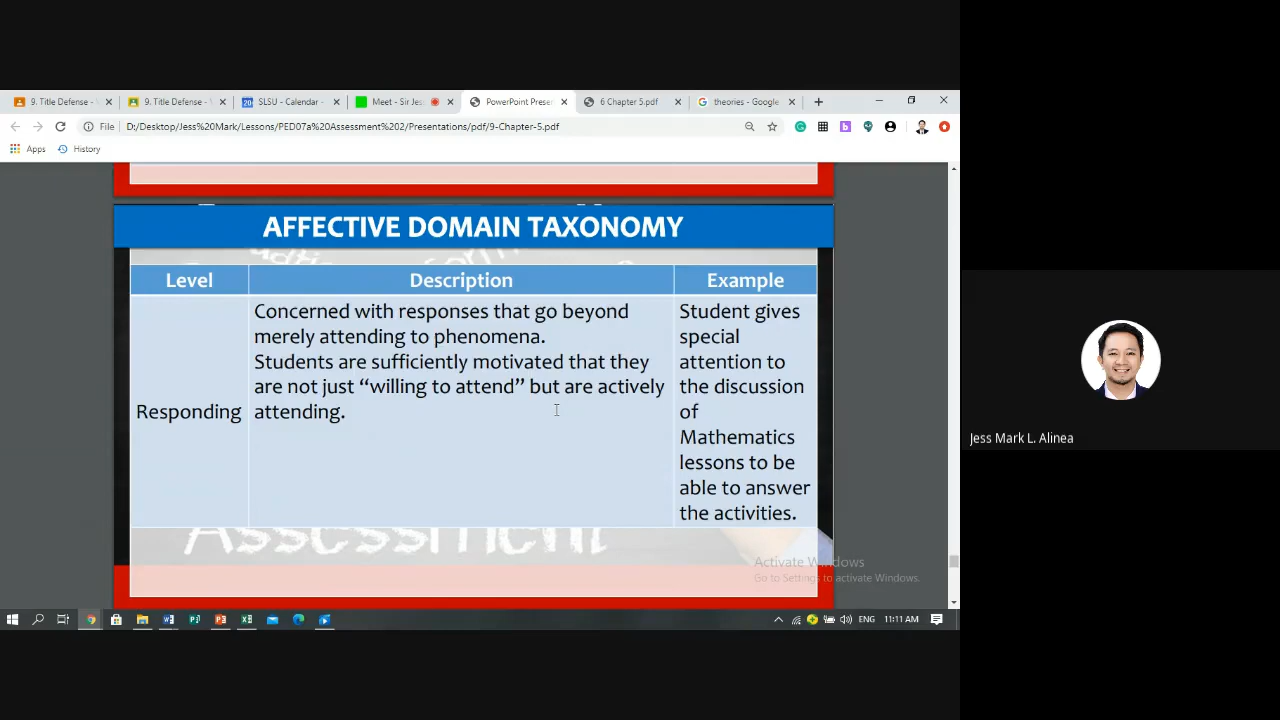 9. Title Defense -
9. Title Defense -
SLSU - Calendar -
Meet - Sir Jes
PowerPoint Preser
6 Chapter 5.pdf
theories - Google
File
D:/Desktop/Jess%20Mark/Lessons/PED07a%20Assessment%202/Presentations/pdf/9-Chapter-5.pdf
Apps
History
AFFECTIVE DOMAIN TAXONOMY
Level
Description
Example
Responding
Concerned with responses that go beyond
merely attending to phenomena.
Students are sufficiently motivated that they
are not just “willing to attend” but are actively
attending.
Student gives
special
attention to
the discussion
of
Mathematics
lessons to be
able to answer
the activities.
Assessment
Activate Windows
Go to Settings to activate Windows.
ENG
11:11 AM
Jess Mark L. Alinea